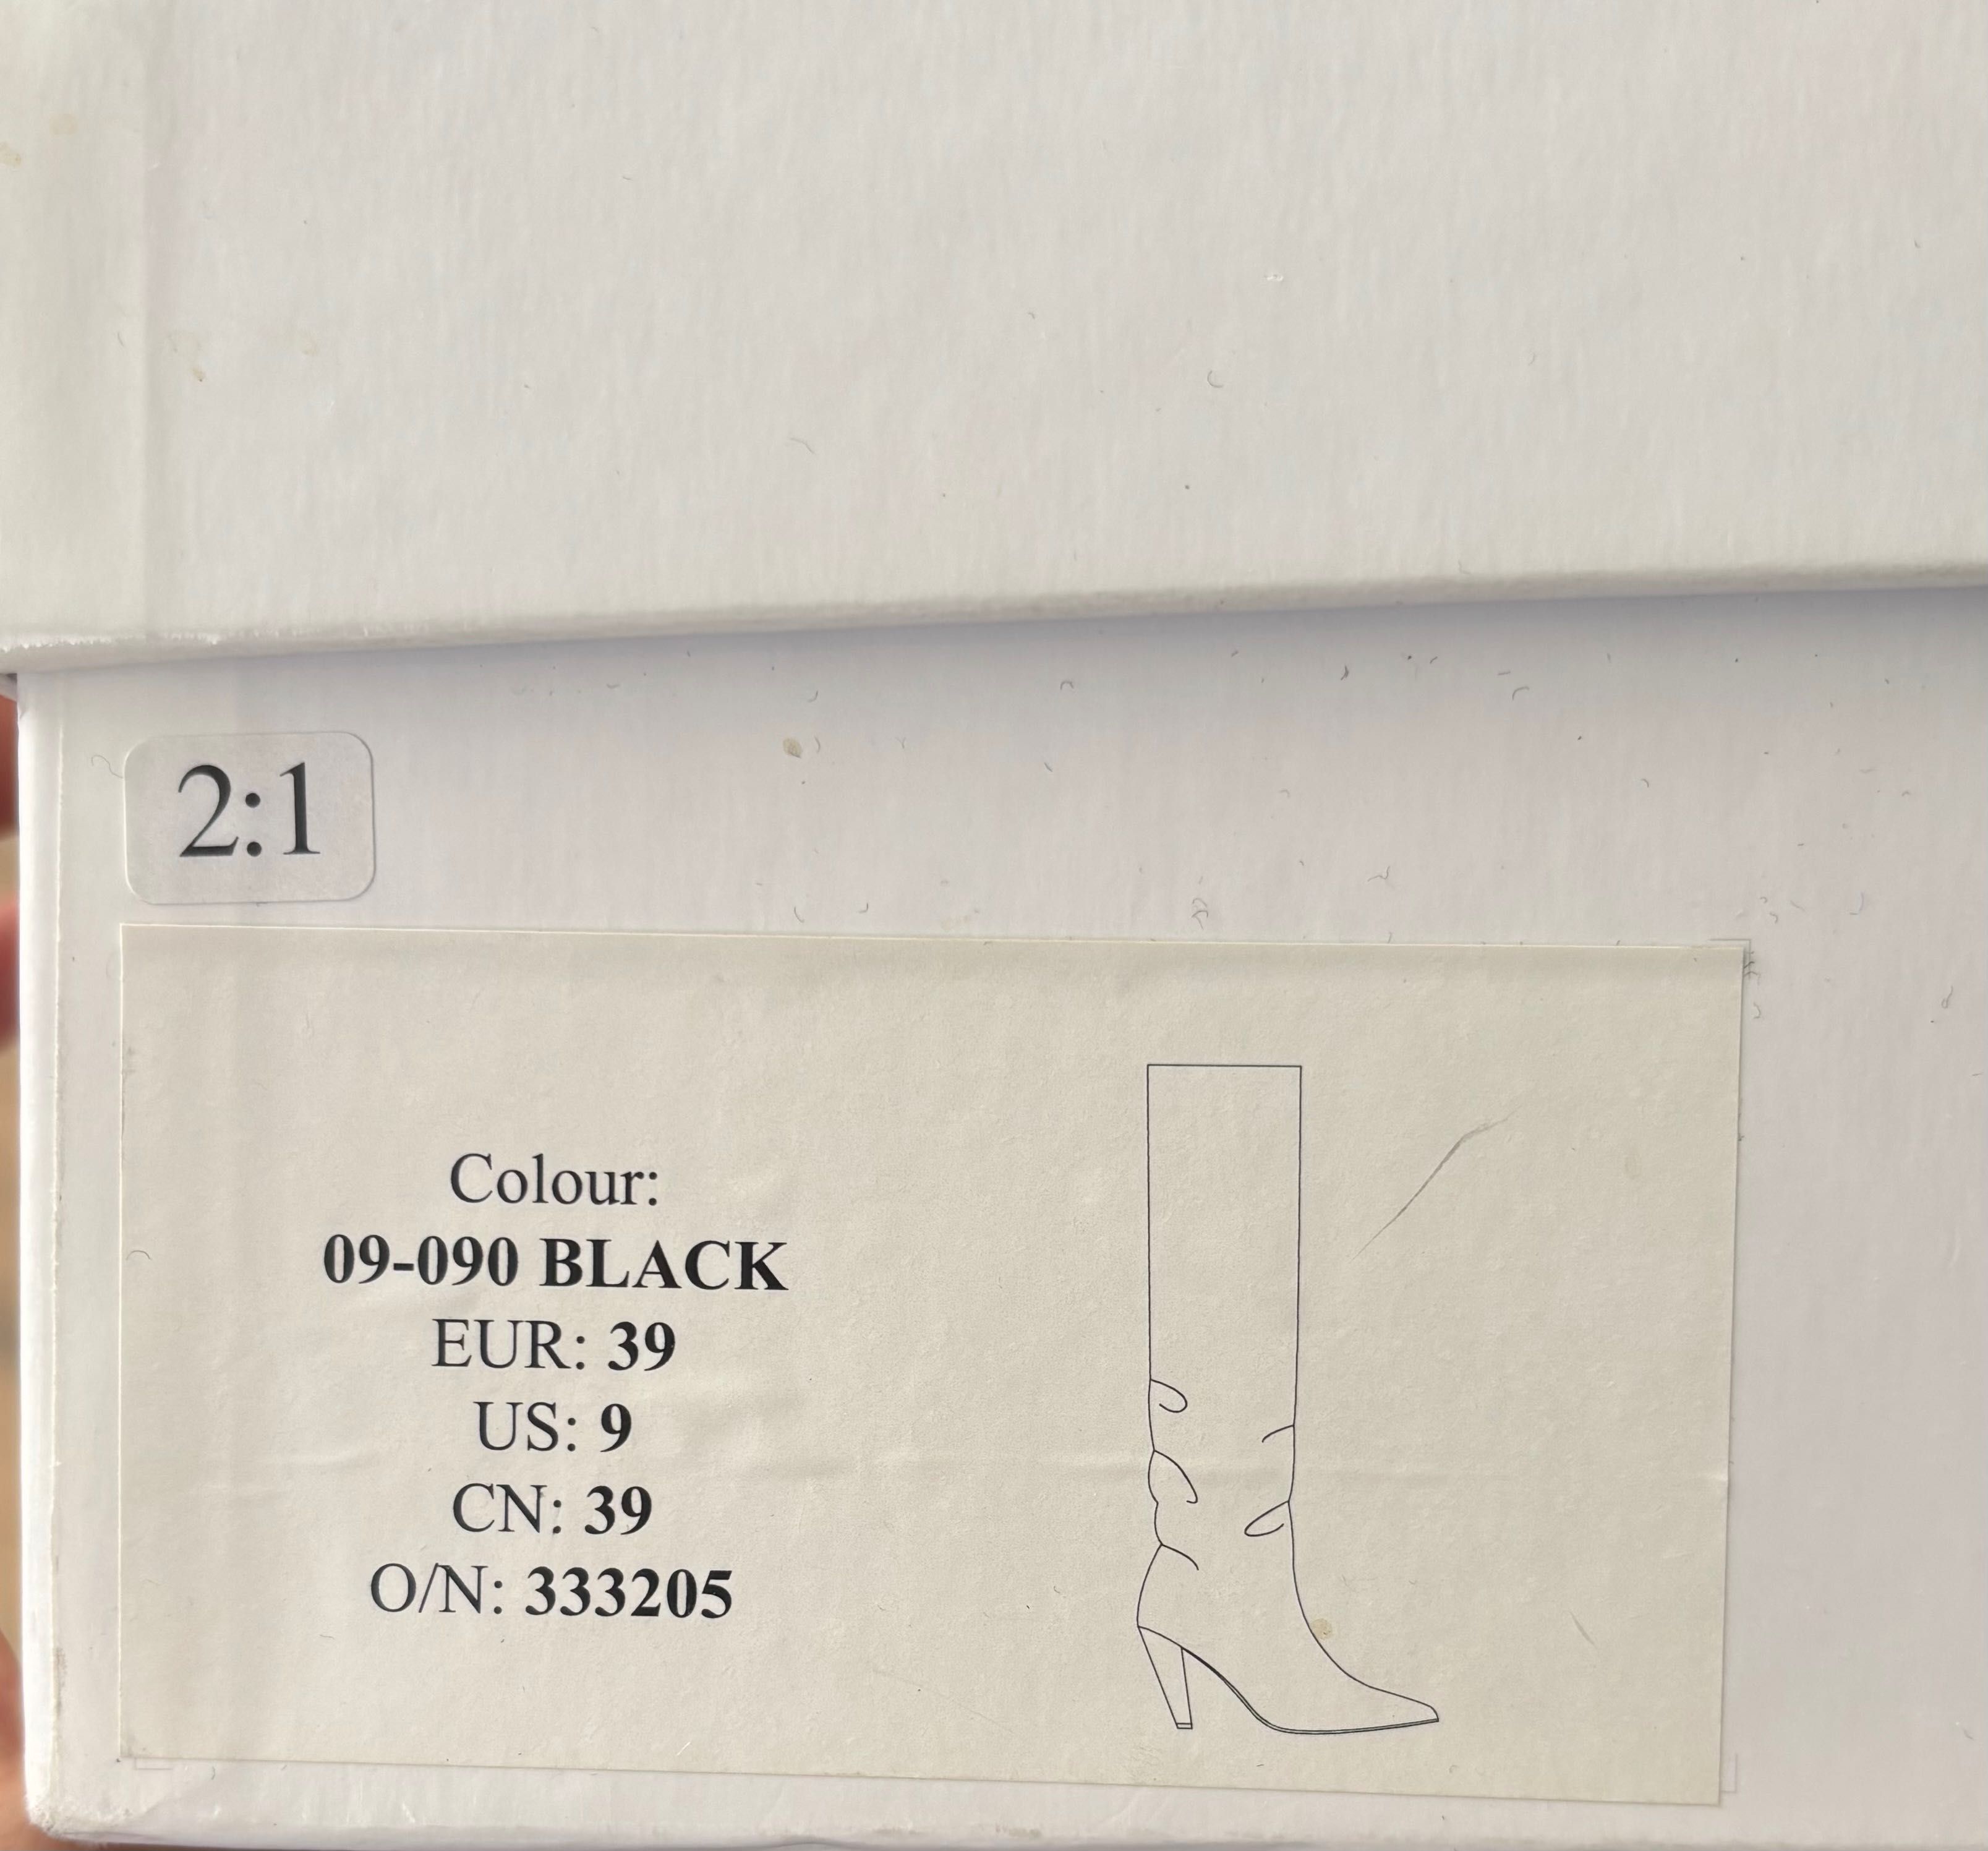 2:1
Colour:
09-090 BLACK
EUR: 39
US: 9
CN: 39
O/N: 333205